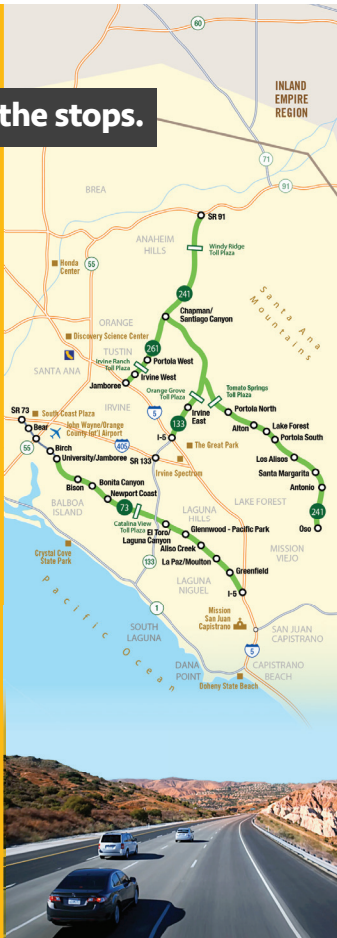 60
INLAND
EMPIRE
REGION
the stops.
71
91
BREA
SR 91
ANAHEIM
HILLS
Windy Ridge
Toll Plaza
Honda
Center
55
241
Santa Ana
Mountains
Chapman/
Santiago Canyon
ORANGE
Discovery Science Center
TUSTIN
261
Portola West
Irvine Ranch
Toll Plaza
SANTA ANA
Irvine West
Jamboree
Orange Grove
Toll Plaza
Tomato Springs
Toll Plaza
IRVINE
5
133
Irvine
East
Portola North
SR 73
South Coast Plaza
Bear
John Wayne/Orange
County Int'l Airport
405
I-5
Alton
Lake Forest
Portola South
The Great Park
55
Birch
University/Jamboree
SR 133
Irvine Spectrum
Los Alisos
Santa Margarita
Antonio
Bison
Bonita Canyon
Newport Coast
BALBOA
ISLAND
73
LAGUNA
HILLS
LAKE FOREST
241
Catalina View
Toll Plaza
El Toro/
Laguna Canyon
Glennwood - Pacific Park
Oso
Aliso Creek
MISSION
VIEJO
Crystal Cove
State Park
133
La Paz/Moulton
Greenfield
LAGUNA
NIGUEL
I-5
Pacific Ocean
1
Mission
San Juan
Capistrano
SOUTH
LAGUNA
SAN JUAN
CAPISTRANO
5
DANA
POINT
CAPISTRANO
BEACH
Doheny State Beach